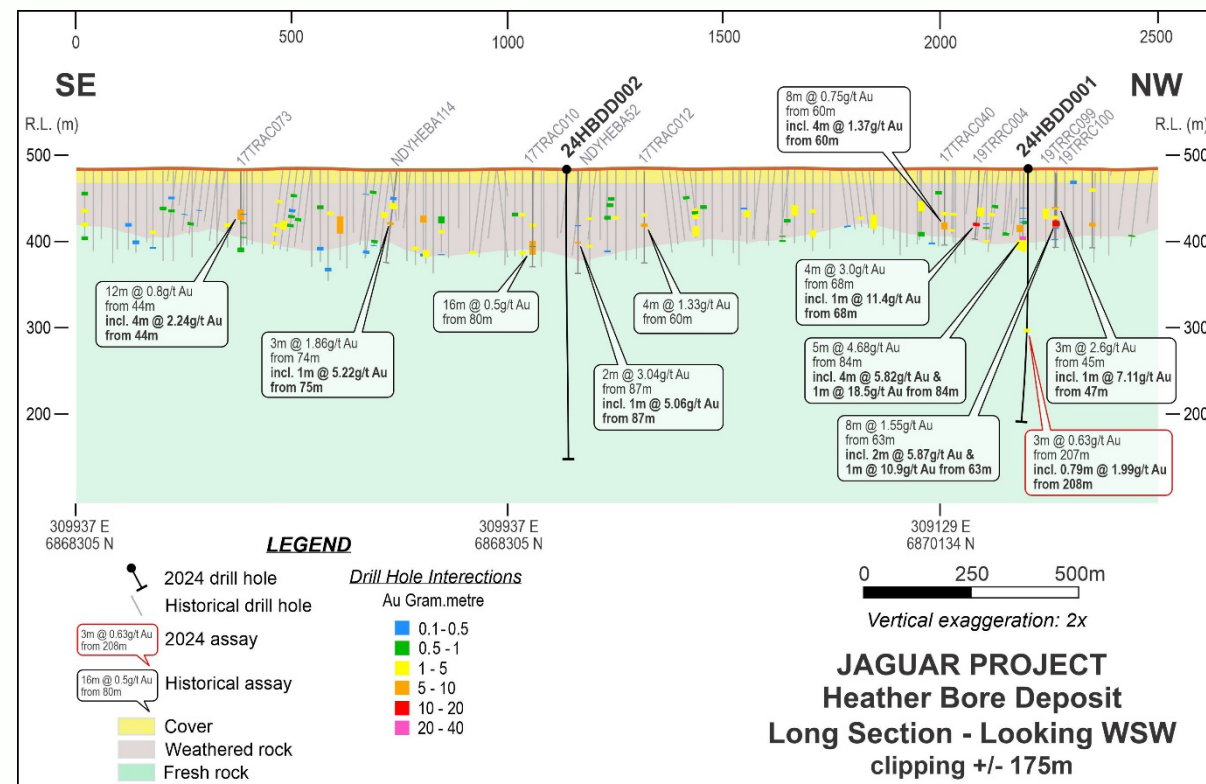 0
500
1000
1500
2000
2500
SE
NW
R.L. (m)
R.L. (m)
17TRAC073
NDYHEBA114
17TRAC010
24HBDD002
NDYHEBA52
17TRAC012
17TRAC040
19TRRC004
24HBDD001
19TRRC099
19TRRC100
500
400
300
200
500
400
300
200
8m @ 0.75g/t Au
from 60m
incl. 4m @ 1.37g/t Au
from 60m
12m @ 0.8g/t Au
from 44m
incl. 4m @ 2.24g/t Au
from 44m
3m @ 1.86g/t Au
from 74m
incl. 1m @ 5.22g/t Au
from 75m
16m @ 0.5g/t Au
from 80m
2m @ 3.04g/t Au
from 87m
incl. 1m @ 5.06g/t Au
from 87m
4m @ 1.33g/t Au
from 60m
4m @ 3.0g/t Au
from 68m
incl. 1m @ 11.4g/t Au
from 68m
5m @ 4.68g/t Au
from 84m
incl. 4m @ 5.82g/t Au &
1m @ 18.5g/t Au from 84m
8m @ 1.55g/t Au
from 63m
incl. 2m @ 5.87g/t Au &
1m @ 10.9g/t Au from 63m
3m @ 2.6g/t Au
from 45m
incl. 1m @ 7.11g/t Au
from 47m
3m @ 0.63g/t Au
from 207m
incl. 0.79m @ 1.99g/t Au
from 208m
309937 E
6868305 N
309937 E
6868305 N
309129 E
6870134 N
LEGEND
2024 drill hole
Historical drill hole
3m @ 0.63g/t Au
from 208m
2024 assay
16m @ 0.5g/t Au
from 80m
Historical assay
Cover
Weathered rock
Fresh rock
Drill Hole Interections
Au Gram.metre
0.1-0.5
0.5 - 1
1 - 5
5 - 10
10 - 20
20 - 40
0
250
500m
Vertical exaggeration: 2x
JAGUAR PROJECT
Heather Bore Deposit
Long Section - Looking WSW
clipping +/- 175m